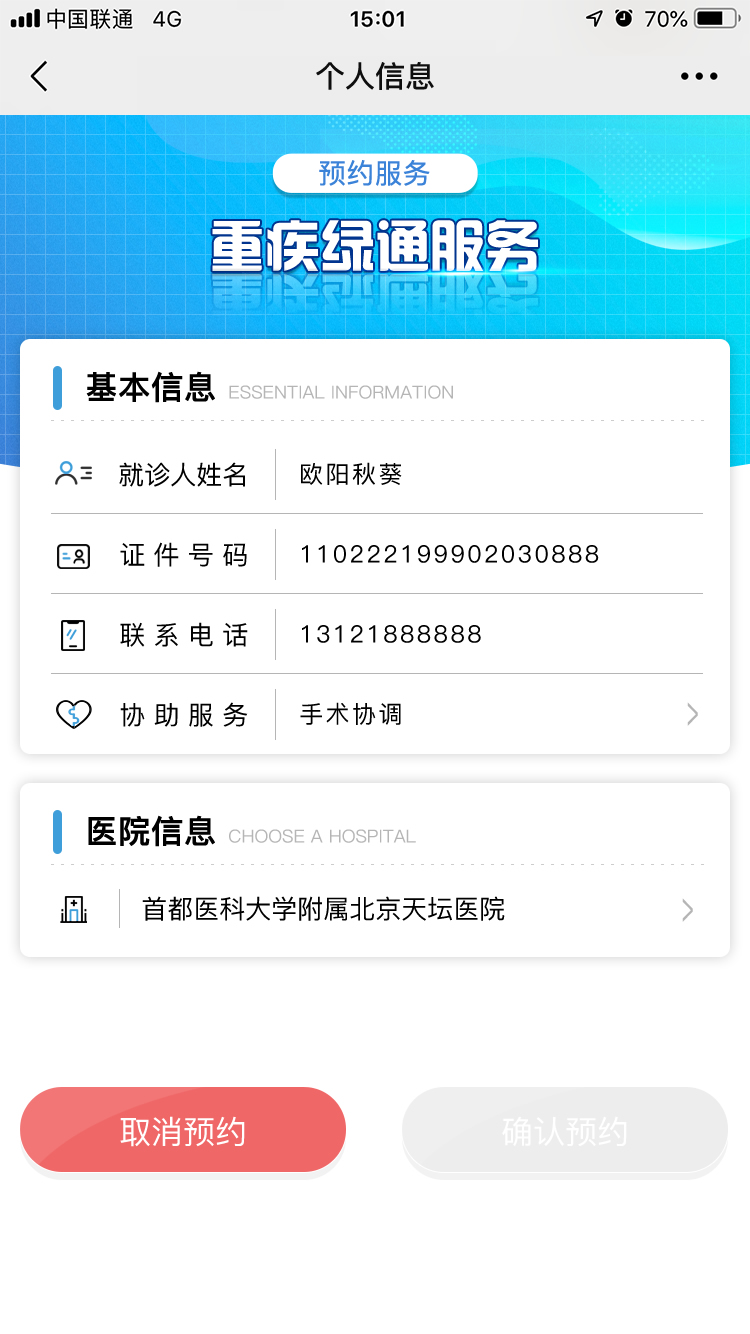 中国联通 4G 15:01 70%
个人信息
预约服务
重疾绿通服务
基本信息 ESSENTIAL INFORMATION
就诊人姓名 欧阳秋葵
证件号码 110222199902030888
联系电话 13121888888
协助服务 手术协调
医院信息 CHOOSE A HOSPITAL
首都医科大学附属北京天坛医院
取消预约 确认预约